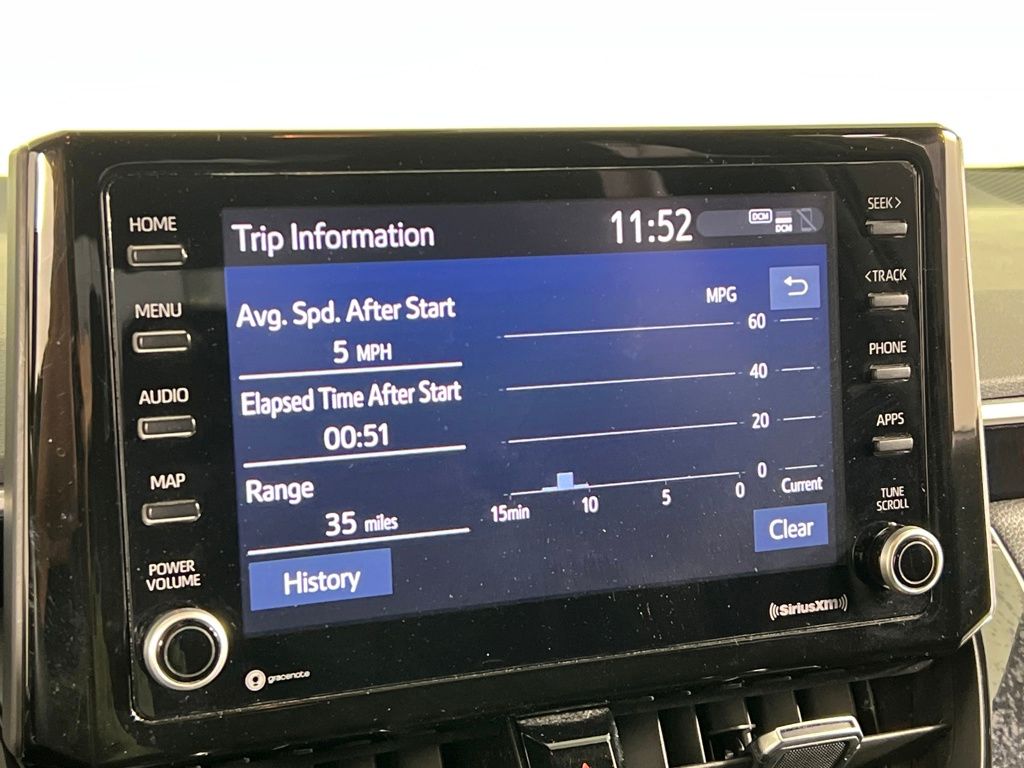 HOME
MENU
AUDIO
MAP
POWER
VOLUME
Trip Information
11:52
DCM
DCM
Avg. Spd. After Start
5 MPH
Elapsed Time After Start
00:51
Range
35 miles
History
MPG
60
40
20
0
15min
10
5
0
Current
Clear
SEEK>
<TRACK
PHONE
APPS
TUNE
SCROLL
gracenote
((SiriusXM))